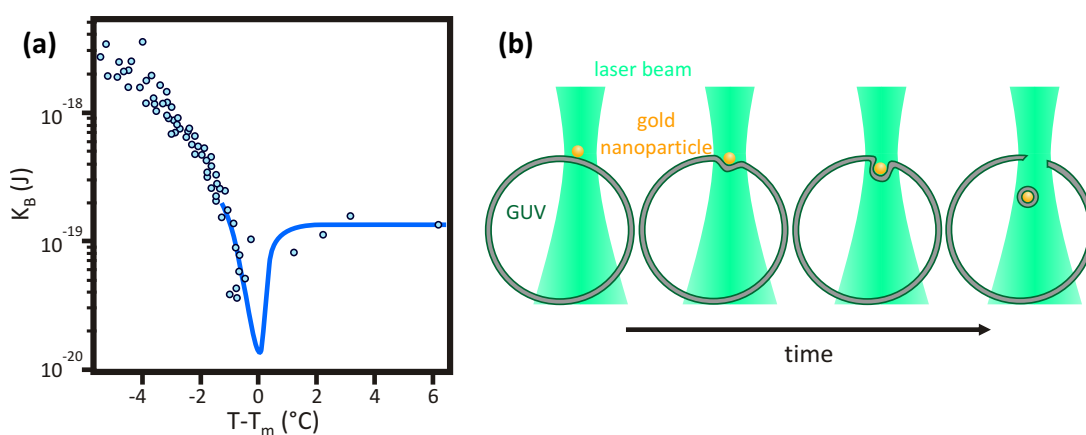 (a)
K_B (J)
10^-18
10^-19
10^-20
-4 -2 0 2 4 6
T-T_m (°C)
(b)
laser beam
gold
nanoparticle
GUV
time